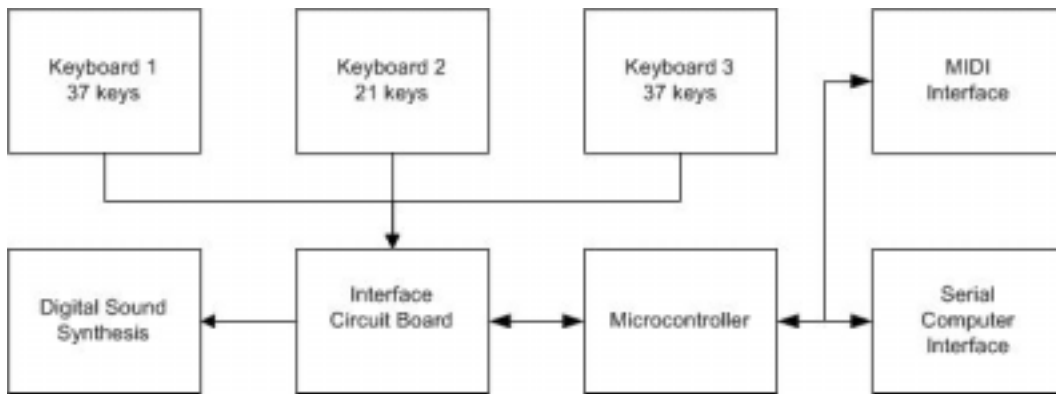 Keyboard 1
37 keys
Keyboard 2
21 keys
Keyboard 3
37 keys
MIDI
Interface
Digital Sound
Synthesis
Interface
Circuit Board
Microcontroller
Serial
Computer
Interface